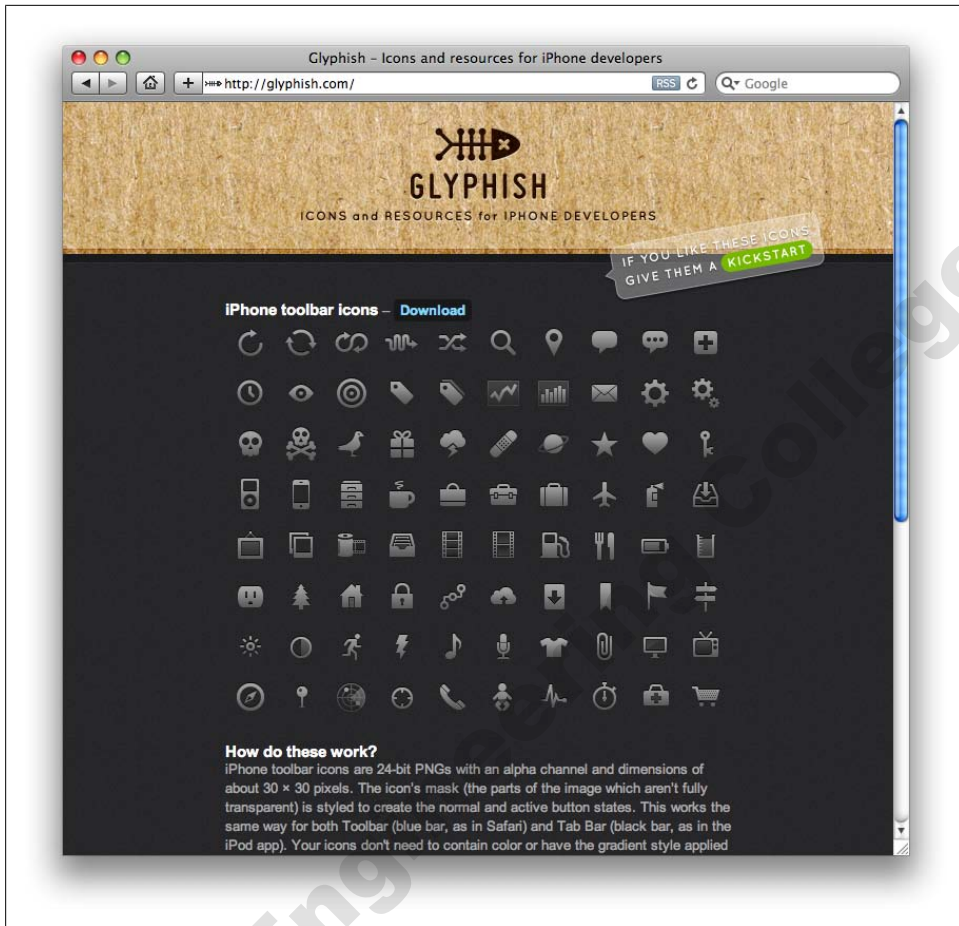 Glyphish – Icons and resources for iPhone developers
http://glyphish.com/ RSS Google
GLYPHISH
ICONS and RESOURCES for IPHONE DEVELOPERS
IF YOU LIKE THESE ICONS
GIVE THEM A KICKSTART
iPhone toolbar icons – Download
How do these work?
iPhone toolbar icons are 24-bit PNGs with an alpha channel and dimensions of
about 30 × 30 pixels. The icon's mask (the parts of the image which aren't fully
transparent) is styled to create the normal and active button states. This works the
same way for both Toolbar (blue bar, as in Safari) and Tab Bar (black bar, as in the
iPod app). Your icons don't need to contain color or have the gradient style applied
ering College
ering